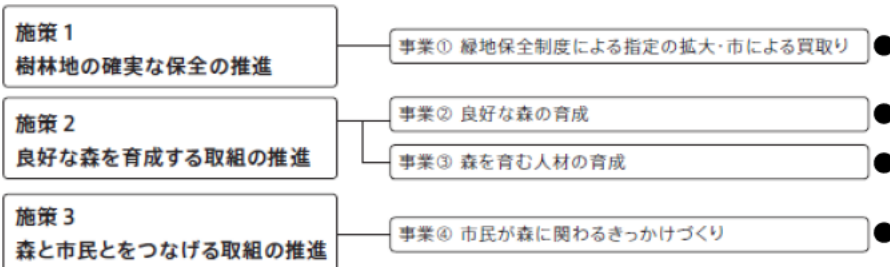 施策1
樹林地の確実な保全の推進
事業① 緑地保全制度による指定の拡大・市による買取り
施策2
良好な森を育成する取組の推進
事業② 良好な森の育成
事業③ 森を育む人材の育成
施策3
森と市民とをつなげる取組の推進
事業④ 市民が森に関わるきっかけづくり